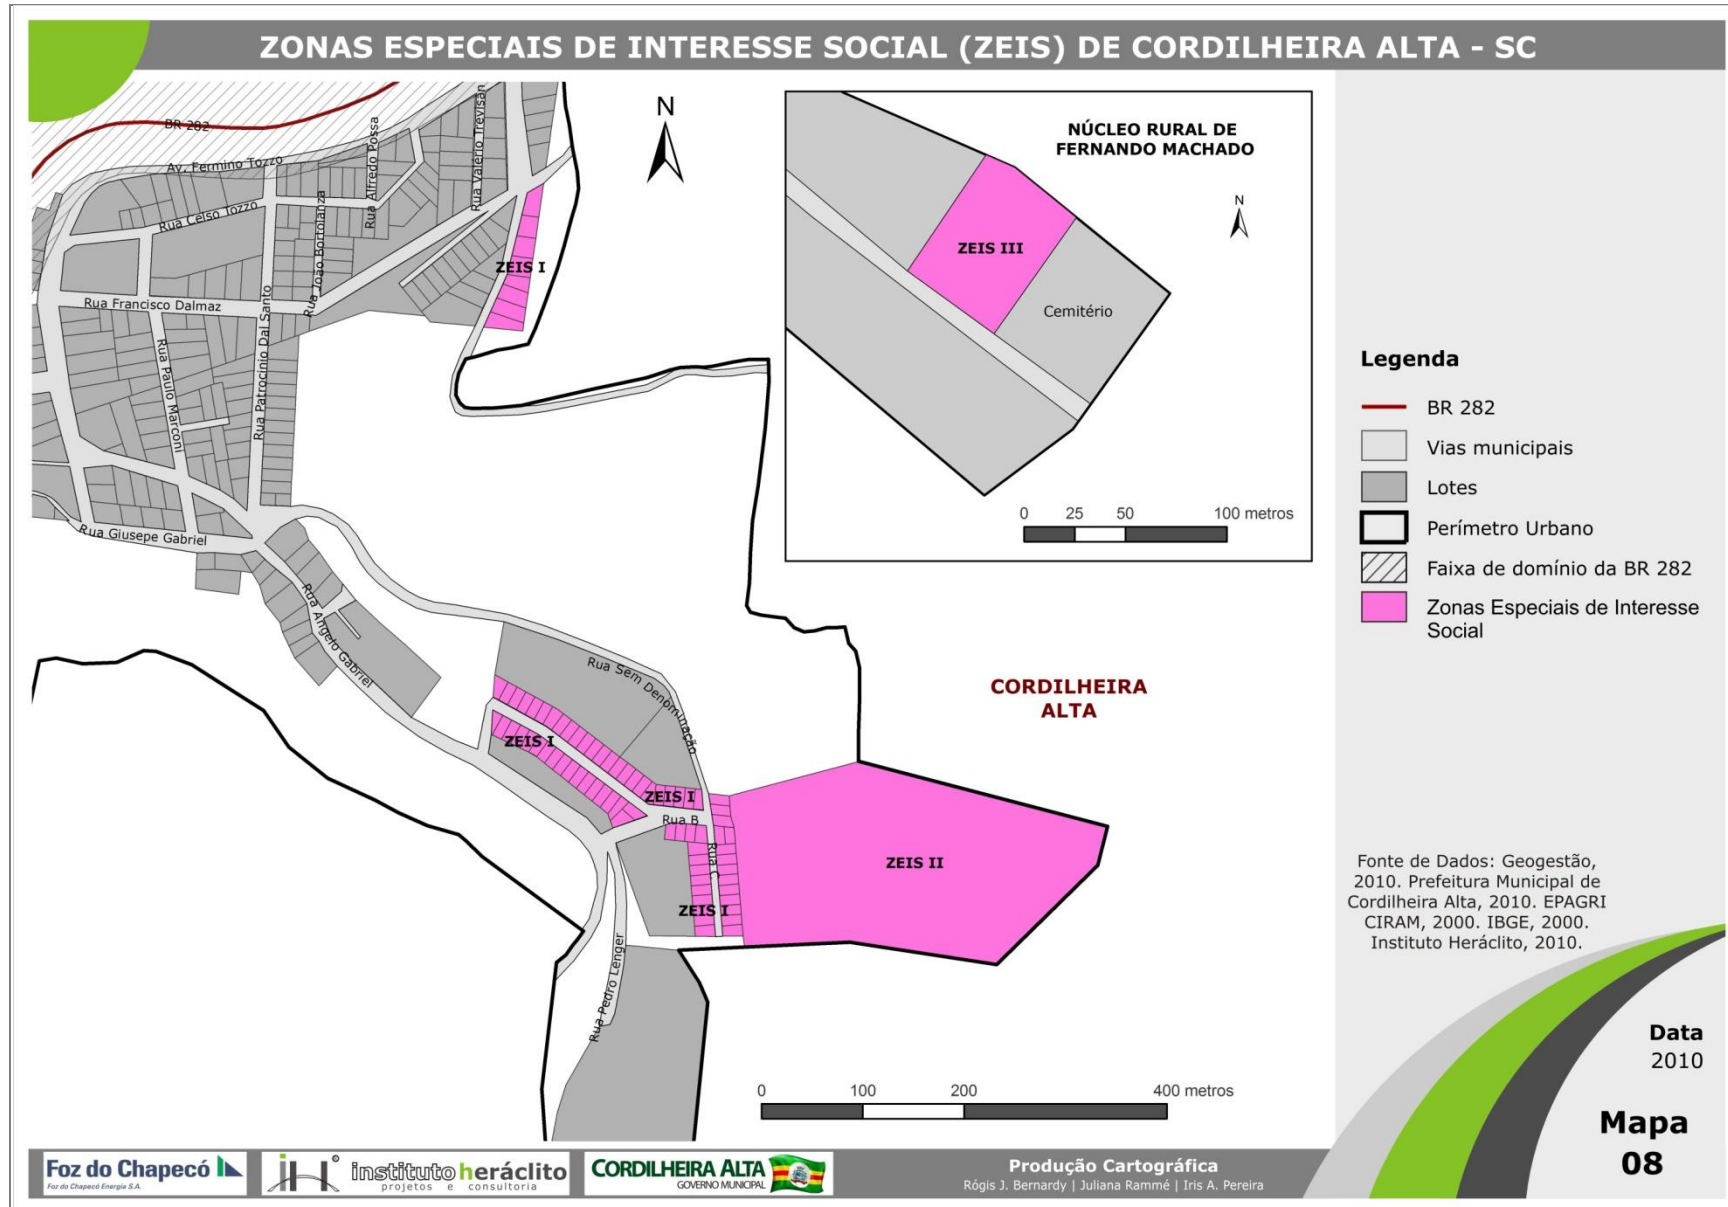 ZONAS ESPECIAIS DE INTERESSE SOCIAL (ZEIS) DE CORDILHEIRA ALTA - SC
BR 282
Av. Fermino Tozzo
Rua Celso Tozzo
Rua Alfredo Possa
Rua Valério Trevisan
Rua João Bortolanza
Rua Francisco Dalmaz
Rua Patrocinio Dal Santo
Rua Paulo Marconi
Rua Giusepe Gabriel
Rua Angelo Gabriel
ZEIS I
N
NÚCLEO RURAL DE
FERNANDO MACHADO
N
ZEIS III
Cemitério
0 25 50 100 metros
Rua Sem Denominação
ZEIS I
ZEIS I
Rua B
Rua C
ZEIS I
ZEIS II
Rua Pedro Lenger
CORDILHEIRA
ALTA
0 100 200 400 metros
Legenda
BR 282
Vias municipais
Lotes
Perímetro Urbano
Faixa de domínio da BR 282
Zonas Especiais de Interesse
Social
Fonte de Dados: Geogestão,
2010. Prefeitura Municipal de
Cordilheira Alta, 2010. EPAGRI
CIRAM, 2000. IBGE, 2000.
Instituto Heráclito, 2010.
Data
2010
Mapa
08
Foz do Chapecó
Foz do Chapecó Energia S.A.
iH
instituto heráclito
projetos e consultoria
CORDILHEIRA ALTA
GOVERNO MUNICIPAL
Produção Cartográfica
Rógis J. Bernardy | Juliana Rammé | Iris A. Pereira